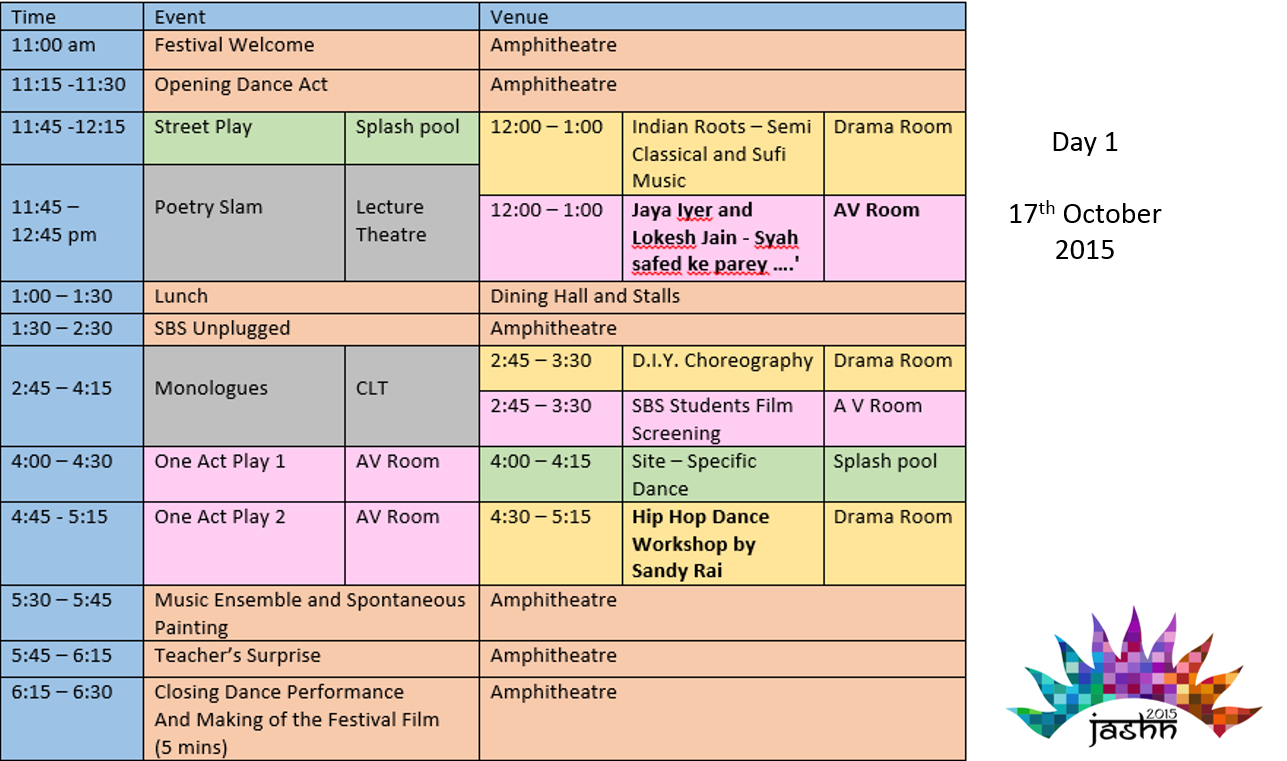 Time Event Venue
11:00 am Festival Welcome Amphitheatre
11:15 -11:30 Opening Dance Act Amphitheatre
11:45 -12:15 Street Play Splash pool 12:00 – 1:00 Indian Roots – Semi
Classical and Sufi
Music
Drama Room
11:45 –
12:45 pm
Poetry Slam Lecture
Theatre
12:00 – 1:00 Jaya Iyer and
Lokesh Jain - Syah
safed ke parey ....'
AV Room
1:00 – 1:30 Lunch Dining Hall and Stalls
1:30 – 2:30 SBS Unplugged Amphitheatre
2:45 – 4:15 Monologues CLT
2:45 – 3:30 D.I.Y. Choreography Drama Room
2:45 – 3:30 SBS Students Film
Screening
A V Room
4:00 – 4:30 One Act Play 1 AV Room 4:00 – 4:15 Site – Specific
Dance
Splash pool
4:45 - 5:15 One Act Play 2 AV Room 4:30 – 5:15 Hip Hop Dance
Workshop by
Sandy Rai
Drama Room
5:30 – 5:45 Music Ensemble and Spontaneous
Painting
Amphitheatre
5:45 – 6:15 Teacher’s Surprise Amphitheatre
6:15 – 6:30 Closing Dance Performance
And Making of the Festival Film
(5 mins)
Amphitheatre
Day 1
17th October
2015
2015
jashn